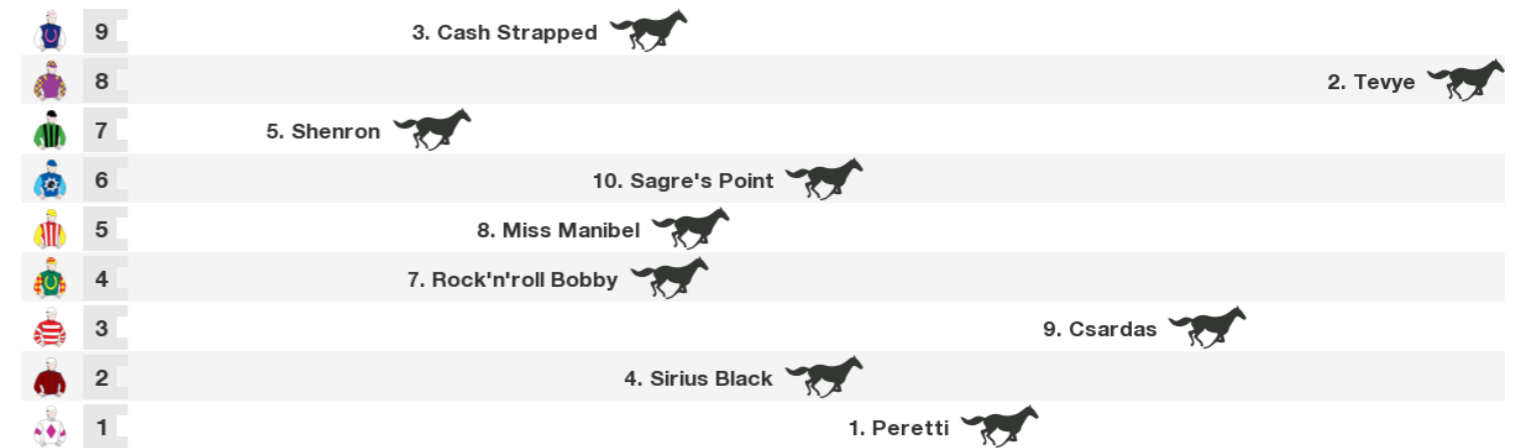 9 3. Cash Strapped
8 2. Tevye
7 5. Shenron
6 10. Sagre's Point
5 8. Miss Manibel
4 7. Rock'n'roll Bobby
3 9. Csardas
2 4. Sirius Black
1 1. Peretti